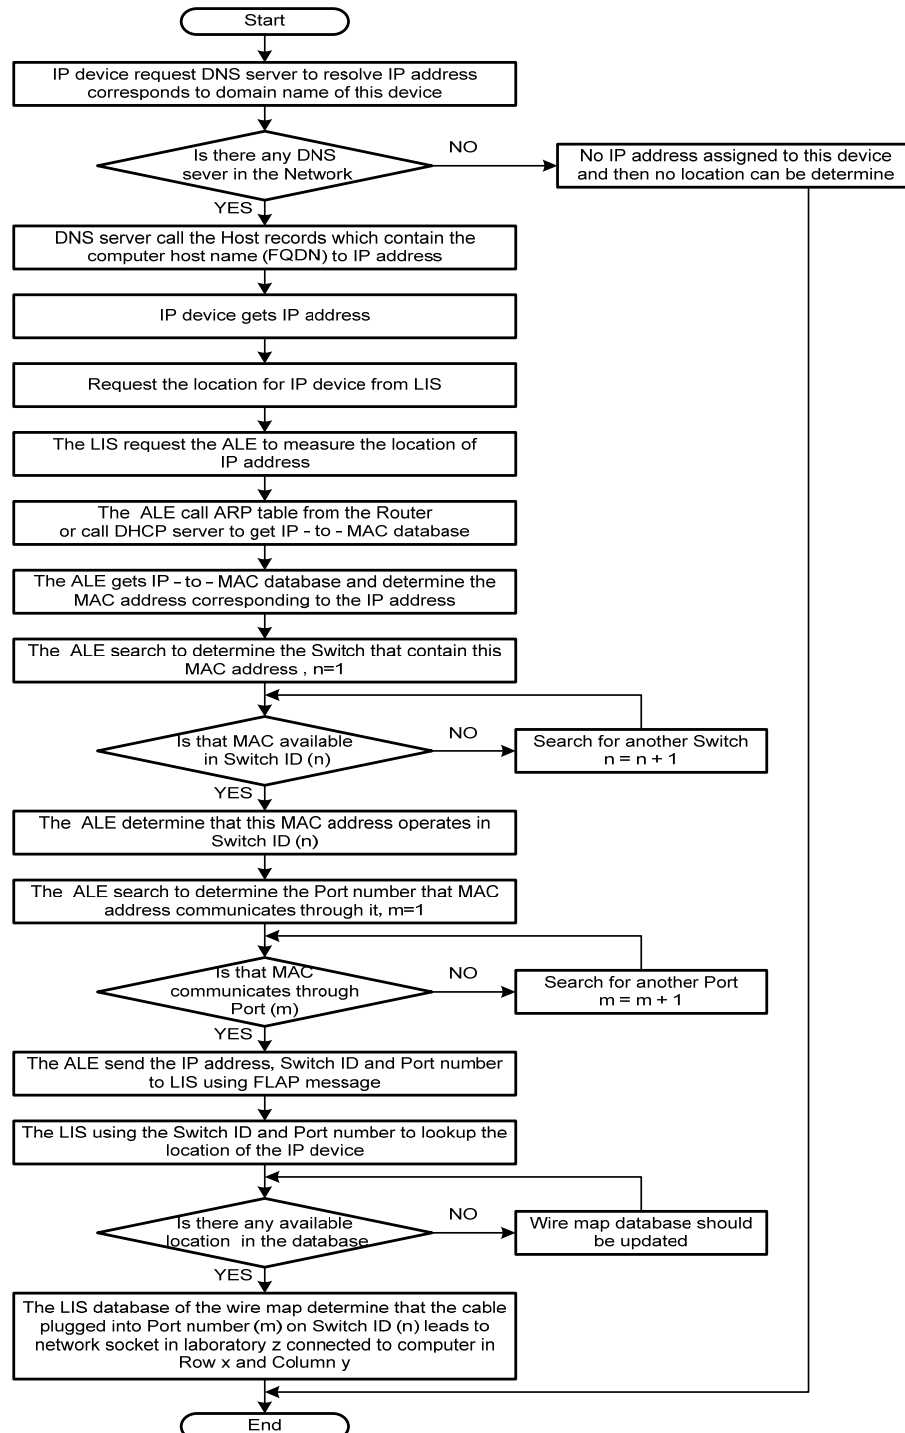 Start
IP device request DNS server to resolve IP address
corresponds to domain name of this device
Is there any DNS
sever in the Network
NO
No IP address assigned to this device
and then no location can be determine
YES
DNS server call the Host records which contain the
computer host name (FQDN) to IP address
IP device gets IP address
Request the location for IP device from LIS
The LIS request the ALE to measure the location of
IP address
The ALE call ARP table from the Router
or call DHCP server to get IP - to - MAC database
The ALE gets IP - to - MAC database and determine the
MAC address corresponding to the IP address
The ALE search to determine the Switch that contain this
MAC address , n=1
Is that MAC available
in Switch ID (n)
NO
Search for another Switch
n = n + 1
YES
The ALE determine that this MAC address operates in
Switch ID (n)
The ALE search to determine the Port number that MAC
address communicates through it, m=1
Is that MAC
communicates through
Port (m)
NO
Search for another Port
m = m + 1
YES
The ALE send the IP address, Switch ID and Port number
to LIS using FLAP message
The LIS using the Switch ID and Port number to lookup the
location of the IP device
Is there any available
location in the database
NO
Wire map database should
be updated
YES
The LIS database of the wire map determine that the cable
plugged into Port number (m) on Switch ID (n) leads to
network socket in laboratory z connected to computer in
Row x and Column y
End